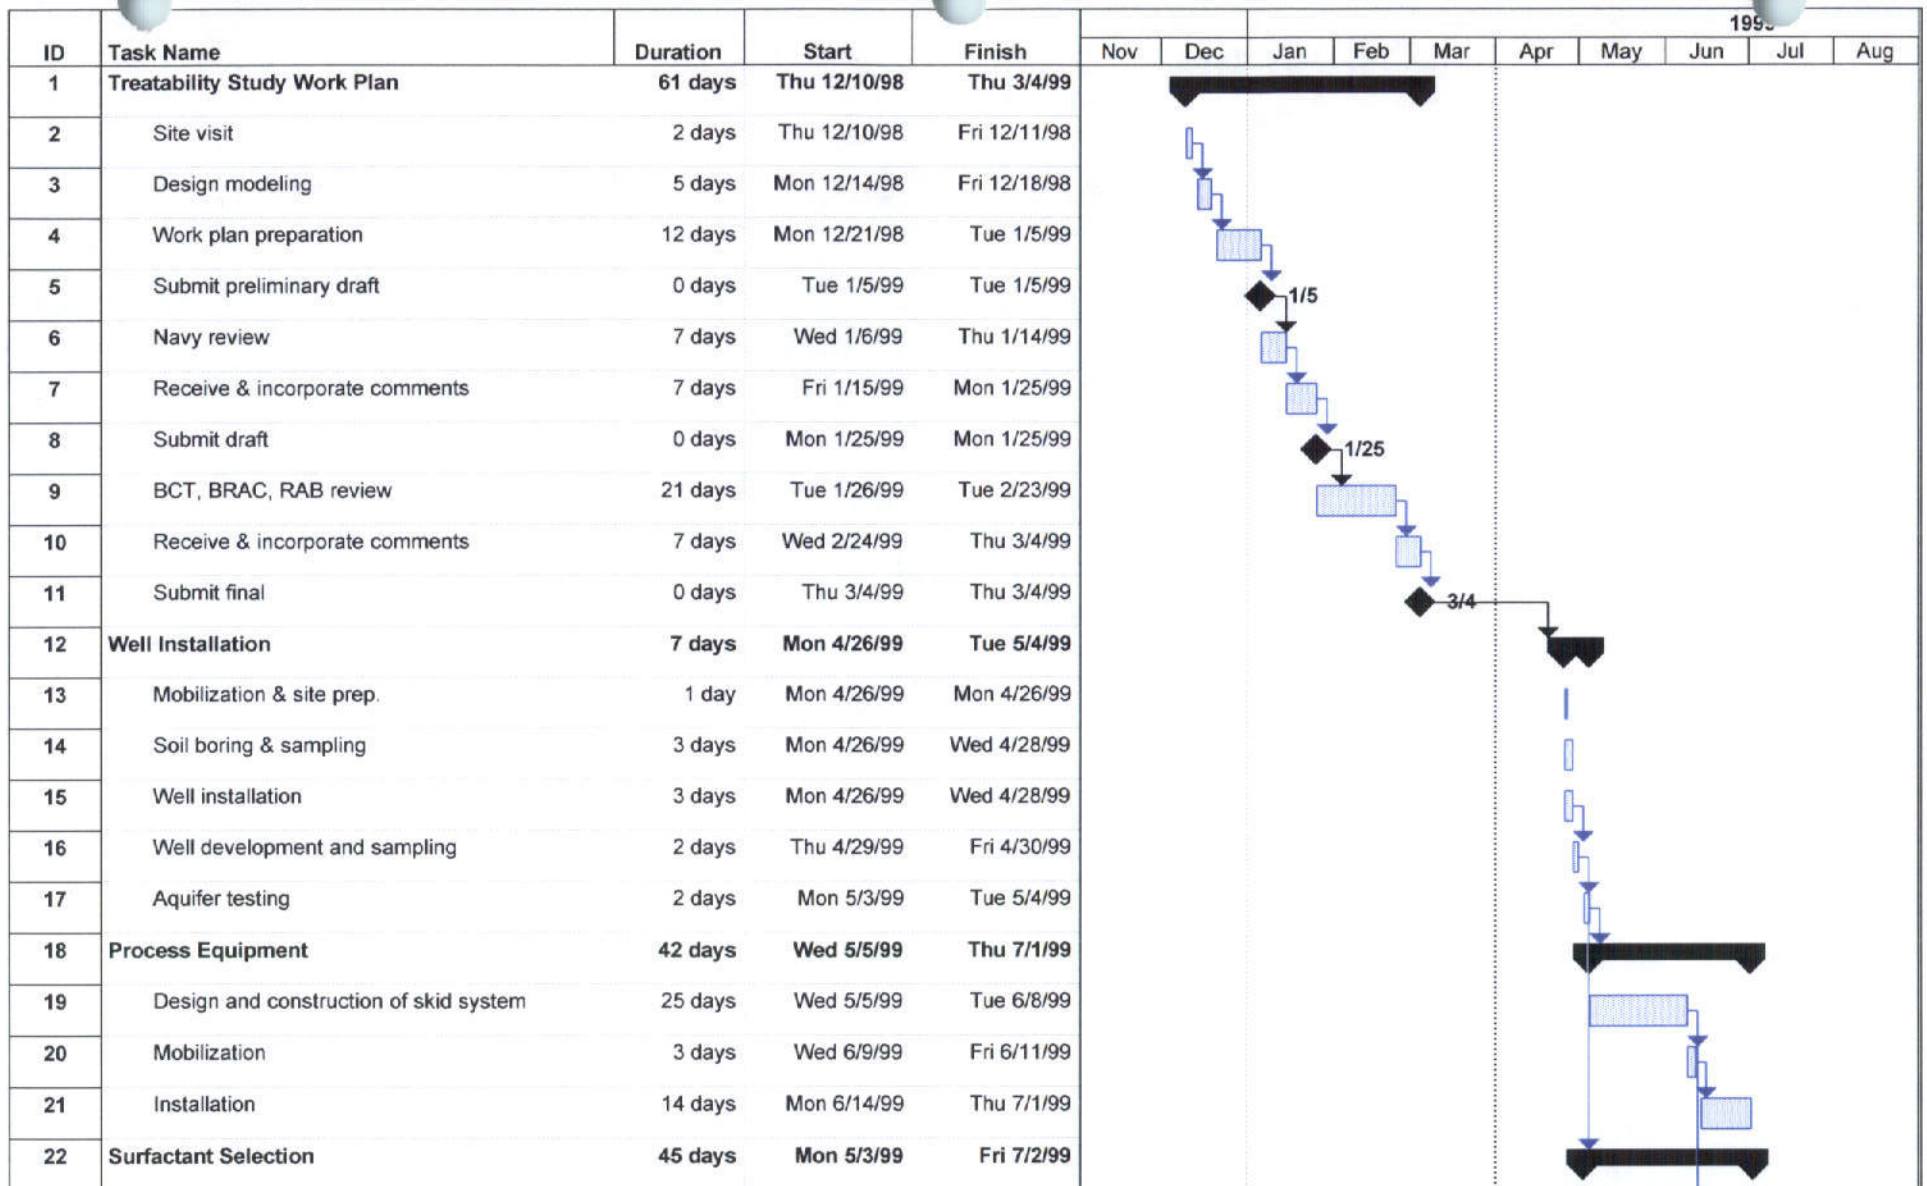 199
ID Task Name Duration Start Finish Nov Dec Jan Feb Mar Apr May Jun Jul Aug
1 Treatability Study Work Plan 61 days Thu 12/10/98 Thu 3/4/99
2 Site visit 2 days Thu 12/10/98 Fri 12/11/98
3 Design modeling 5 days Mon 12/14/98 Fri 12/18/98
4 Work plan preparation 12 days Mon 12/21/98 Tue 1/5/99
5 Submit preliminary draft 0 days Tue 1/5/99 Tue 1/5/99 1/5
6 Navy review 7 days Wed 1/6/99 Thu 1/14/99
7 Receive & incorporate comments 7 days Fri 1/15/99 Mon 1/25/99
8 Submit draft 0 days Mon 1/25/99 Mon 1/25/99 1/25
9 BCT, BRAC, RAB review 21 days Tue 1/26/99 Tue 2/23/99
10 Receive & incorporate comments 7 days Wed 2/24/99 Thu 3/4/99
11 Submit final 0 days Thu 3/4/99 Thu 3/4/99 3/4
12 Well Installation 7 days Mon 4/26/99 Tue 5/4/99
13 Mobilization & site prep. 1 day Mon 4/26/99 Mon 4/26/99
14 Soil boring & sampling 3 days Mon 4/26/99 Wed 4/28/99
15 Well installation 3 days Mon 4/26/99 Wed 4/28/99
16 Well development and sampling 2 days Thu 4/29/99 Fri 4/30/99
17 Aquifer testing 2 days Mon 5/3/99 Tue 5/4/99
18 Process Equipment 42 days Wed 5/5/99 Thu 7/1/99
19 Design and construction of skid system 25 days Wed 5/5/99 Tue 6/8/99
20 Mobilization 3 days Wed 6/9/99 Fri 6/11/99
21 Installation 14 days Mon 6/14/99 Thu 7/1/99
22 Surfactant Selection 45 days Mon 5/3/99 Fri 7/2/99